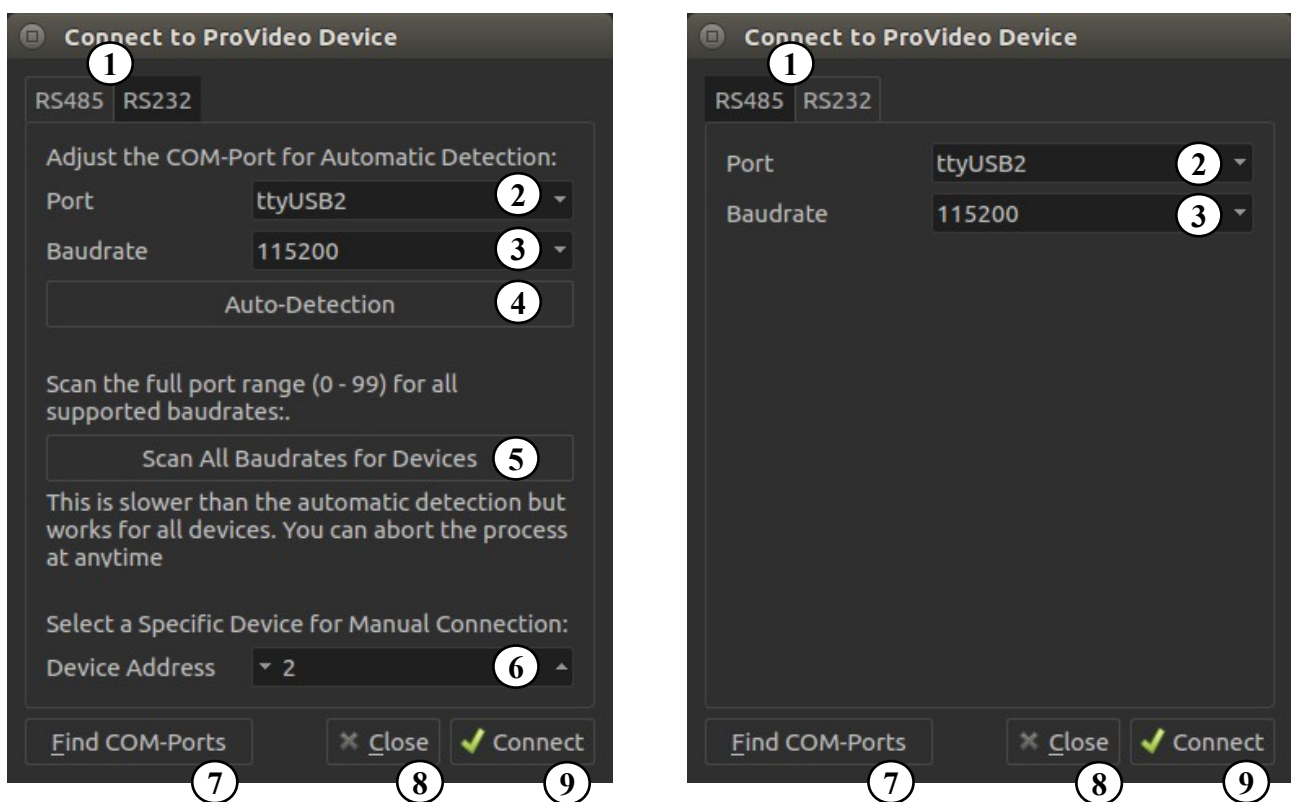 Connect to ProVideo Device
1
RS485 RS232
Adjust the COM-Port for Automatic Detection:
Port ttyUSB2 2
Baudrate 115200 3
Auto-Detection 4
Scan the full port range (0 - 99) for all
supported baudrates:.
Scan All Baudrates for Devices 5
This is slower than the automatic detection but
works for all devices. You can abort the process
at anytime
Select a Specific Device for Manual Connection:
Device Address 2 6
Find COM-Ports Close Connect
7 8 9
Connect to ProVideo Device
1
RS485 RS232
Port ttyUSB2 2
Baudrate 115200 3
Find COM-Ports Close Connect
7 8 9